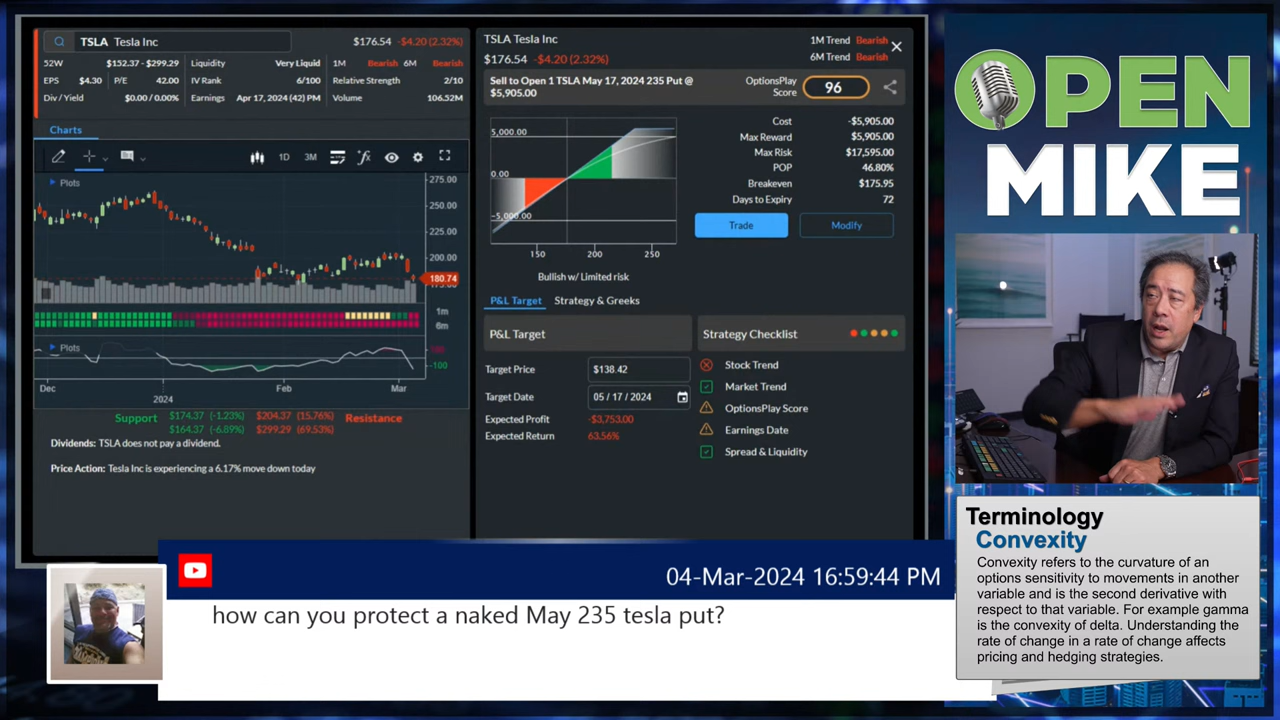 TSLA Tesla Inc
$176.54 -$4.20 (2.32%)
52W $152.37 - $299.29 Liquidity Very Liquid 1M Bearish 6M Bearish
EPS $4.30 P/E 42.00 IV Rank 6/100 Relative Strength 2/10
Div/Yield $0.00 / 0.00% Earnings Apr 17, 2024 (42) PM Volume 106.52M
Charts
1D 3M
Plots
275.00
250.00
225.00
200.00
180.74
1m
6m
Plots
-100
Dec Feb Mar
2024
Support $174.37 (-1.23%) $204.37 (15.76%) Resistance
$164.37 (-6.89%) $299.29 (69.53%)
Dividends: TSLA does not pay a dividend.
Price Action: Tesla Inc is experiencing a 6.17% move down today
TSLA Tesla Inc
$176.54 -$4.20 (2.32%)
1M Trend Bearish
6M Trend Bearish
Sell to Open 1 TSLA May 17, 2024 235 Put @
$5,905.00
OptionsPlay
Score
96
5,000.00
0.00
-5,000.00
150 200 250
Bullish w/ Limited risk
Cost -$5,905.00
Max Reward $5,905.00
Max Risk $17,595.00
POP 46.80%
Breakeven $175.95
Days to Expiry 72
Trade Modify
P&L Target Strategy & Greeks
P&L Target
Target Price $138.42
Target Date 05 / 17 / 2024
Expected Profit -$3,753.00
Expected Return 63.56%
Strategy Checklist
Stock Trend
Market Trend
OptionsPlay Score
Earnings Date
Spread & Liquidity
04-Mar-2024 16:59:44 PM
how can you protect a naked May 235 tesla put?
OPEN
MIKE
Terminology
Convexity
Convexity refers to the curvature of an
options sensitivity to movements in another
variable and is the second derivative with
respect to that variable. For example gamma
is the convexity of delta. Understanding the
rate of change in a rate of change affects
pricing and hedging strategies.